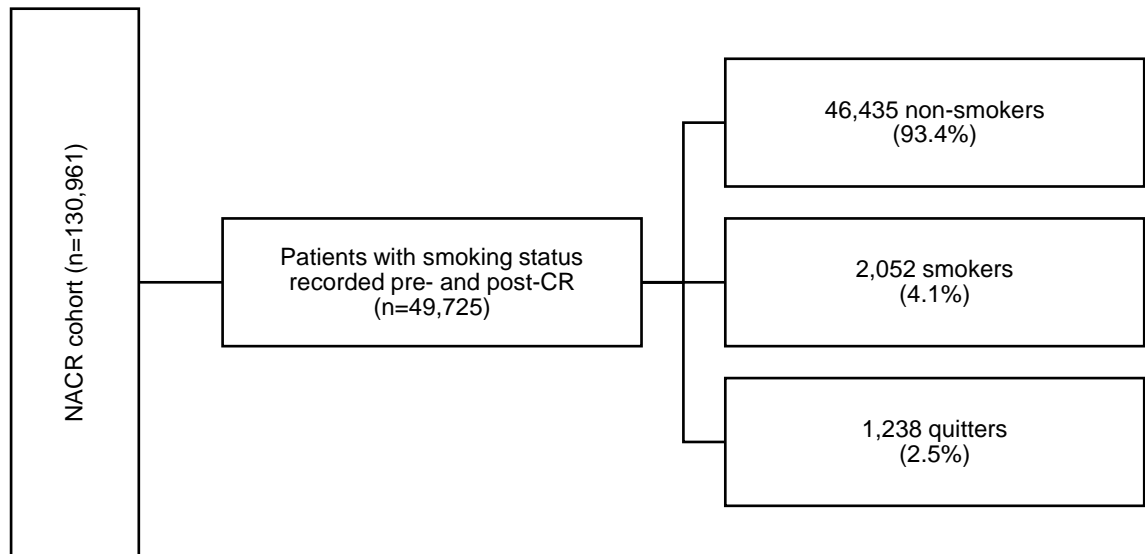 NACR cohort (n=130,961)
Patients with smoking status
recorded pre- and post-CR
(n=49,725)
46,435 non-smokers
(93.4%)
2,052 smokers
(4.1%)
1,238 quitters
(2.5%)